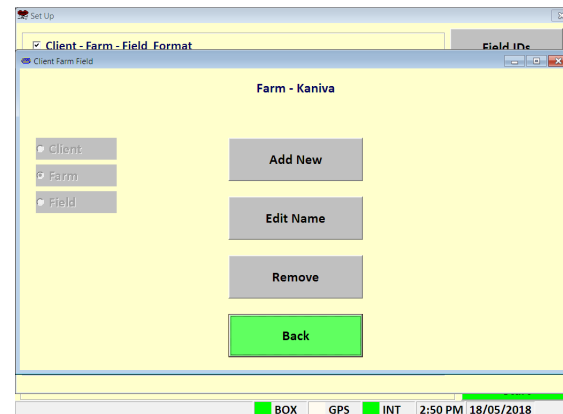 Set Up
Client - Farm - Field Format
Field IDs
Client Farm Field
Farm - Kaniva
Client
Farm
Field
Add New
Edit Name
Remove
Back
BOX GPS INT 2:50 PM 18/05/2018